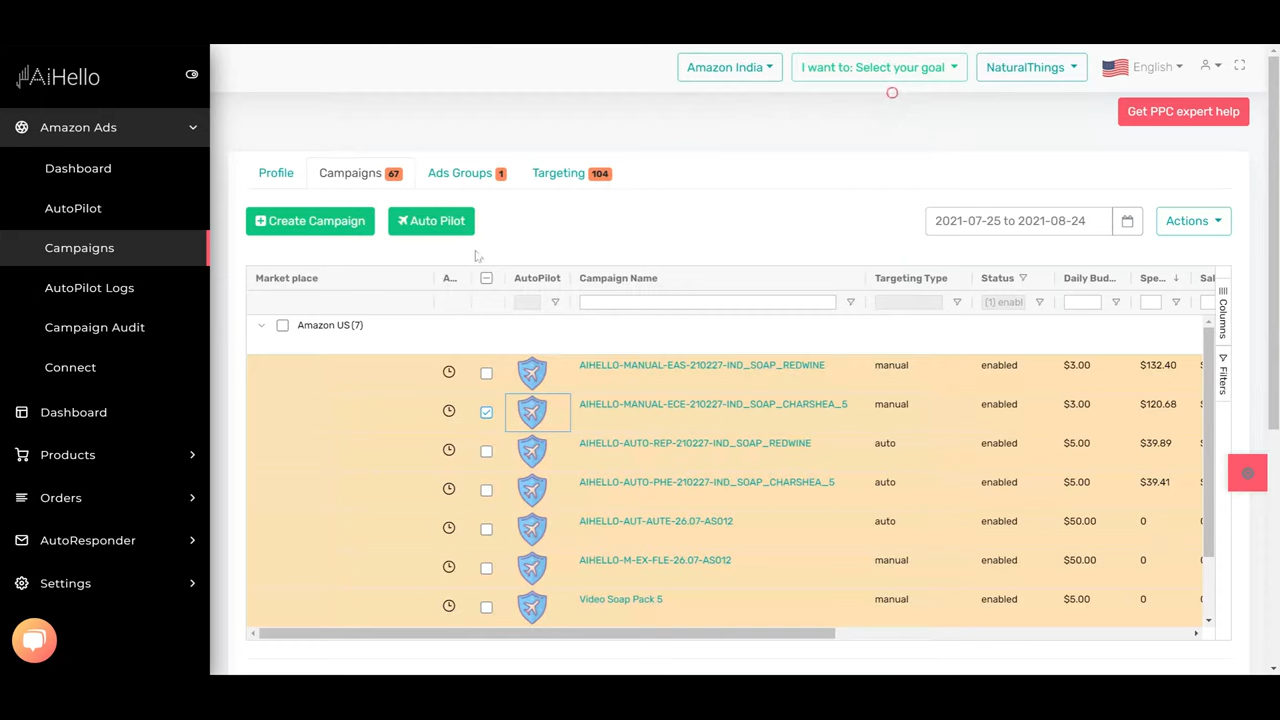 AiHello
Amazon India
I want to: Select your goal
NaturalThings
English
Get PPC expert help
Amazon Ads
Dashboard
AutoPilot
Campaigns
AutoPilot Logs
Campaign Audit
Connect
Dashboard
Products
Orders
AutoResponder
Settings
Profile
Campaigns 67
Ads Groups 1
Targeting 104
Create Campaign
Auto Pilot
2021-07-25 to 2021-08-24
Actions
Market place A... AutoPilot Campaign Name Targeting Type Status Daily Bud... Spe... Sal
(1) enabl
Amazon US (7)
AIHELLO-MANUAL-EAS-210227-IND_SOAP_REDWINE manual enabled $3.00 $132.40
AIHELLO-MANUAL-ECE-210227-IND_SOAP_CHARSHEA_5 manual enabled $3.00 $120.68
AIHELLO-AUTO-REP-210227-IND_SOAP_REDWINE auto enabled $5.00 $39.89
AIHELLO-AUTO-PHE-210227-IND_SOAP_CHARSHEA_5 auto enabled $5.00 $39.41
AIHELLO-AUT-AUTE-26.07-AS012 auto enabled $50.00 0
AIHELLO-M-EX-FLE-26.07-AS012 manual enabled $50.00 0
Video Soap Pack 5 manual enabled $5.00 0
Columns
Filters